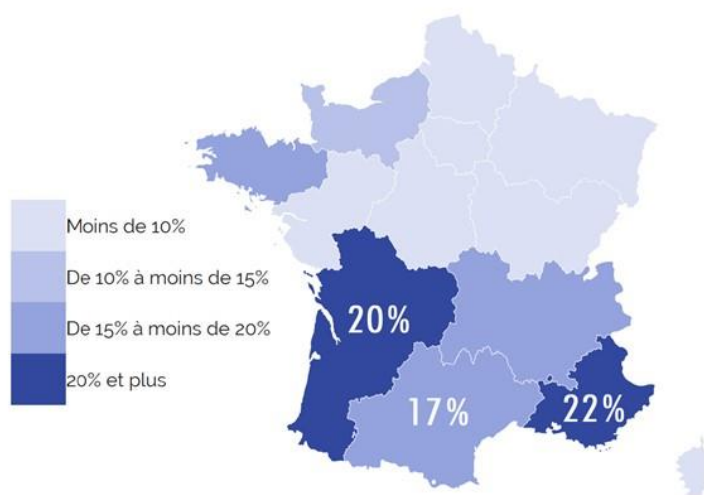 Moins de 10%
De 10% à moins de 15%
De 15% à moins de 20%
20% et plus
20%
17%
22%